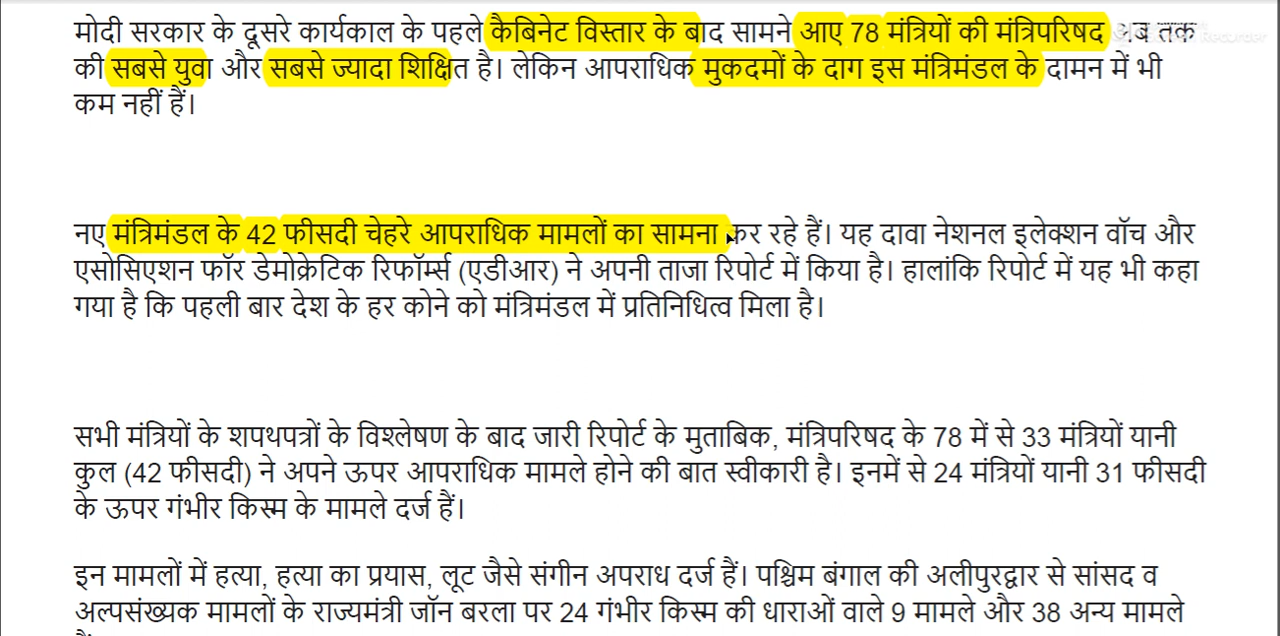 मोदी सरकार के दूसरे कार्यकाल के पहले कैबिनेट विस्तार के बाद सामने आए 78 मंत्रियों की मंत्रिपरिषद अब तक
की सबसे युवा और सबसे ज्यादा शिक्षित है। लेकिन आपराधिक मुकदमों के दाग इस मंत्रिमंडल के दामन में भी
कम नहीं हैं।
नए मंत्रिमंडल के 42 फीसदी चेहरे आपराधिक मामलों का सामना कर रहे हैं। यह दावा नेशनल इलेक्शन वॉच और
एसोसिएशन फॉर डेमोक्रेटिक रिफॉर्म्स (एडीआर) ने अपनी ताजा रिपोर्ट में किया है। हालांकि रिपोर्ट में यह भी कहा
गया है कि पहली बार देश के हर कोने को मंत्रिमंडल में प्रतिनिधित्व मिला है।
सभी मंत्रियों के शपथपत्रों के विश्लेषण के बाद जारी रिपोर्ट के मुताबिक, मंत्रिपरिषद के 78 में से 33 मंत्रियों यानी
कुल (42 फीसदी) ने अपने ऊपर आपराधिक मामले होने की बात स्वीकारी है। इनमें से 24 मंत्रियों यानी 31 फीसदी
के ऊपर गंभीर किस्म के मामले दर्ज हैं।
इन मामलों में हत्या, हत्या का प्रयास, लूट जैसे संगीन अपराध दर्ज हैं। पश्चिम बंगाल की अलीपुरद्वार से सांसद व
अल्पसंख्यक मामलों के राज्यमंत्री जॉन बरला पर 24 गंभीर किस्म की धाराओं वाले 9 मामले और 38 अन्य मामले